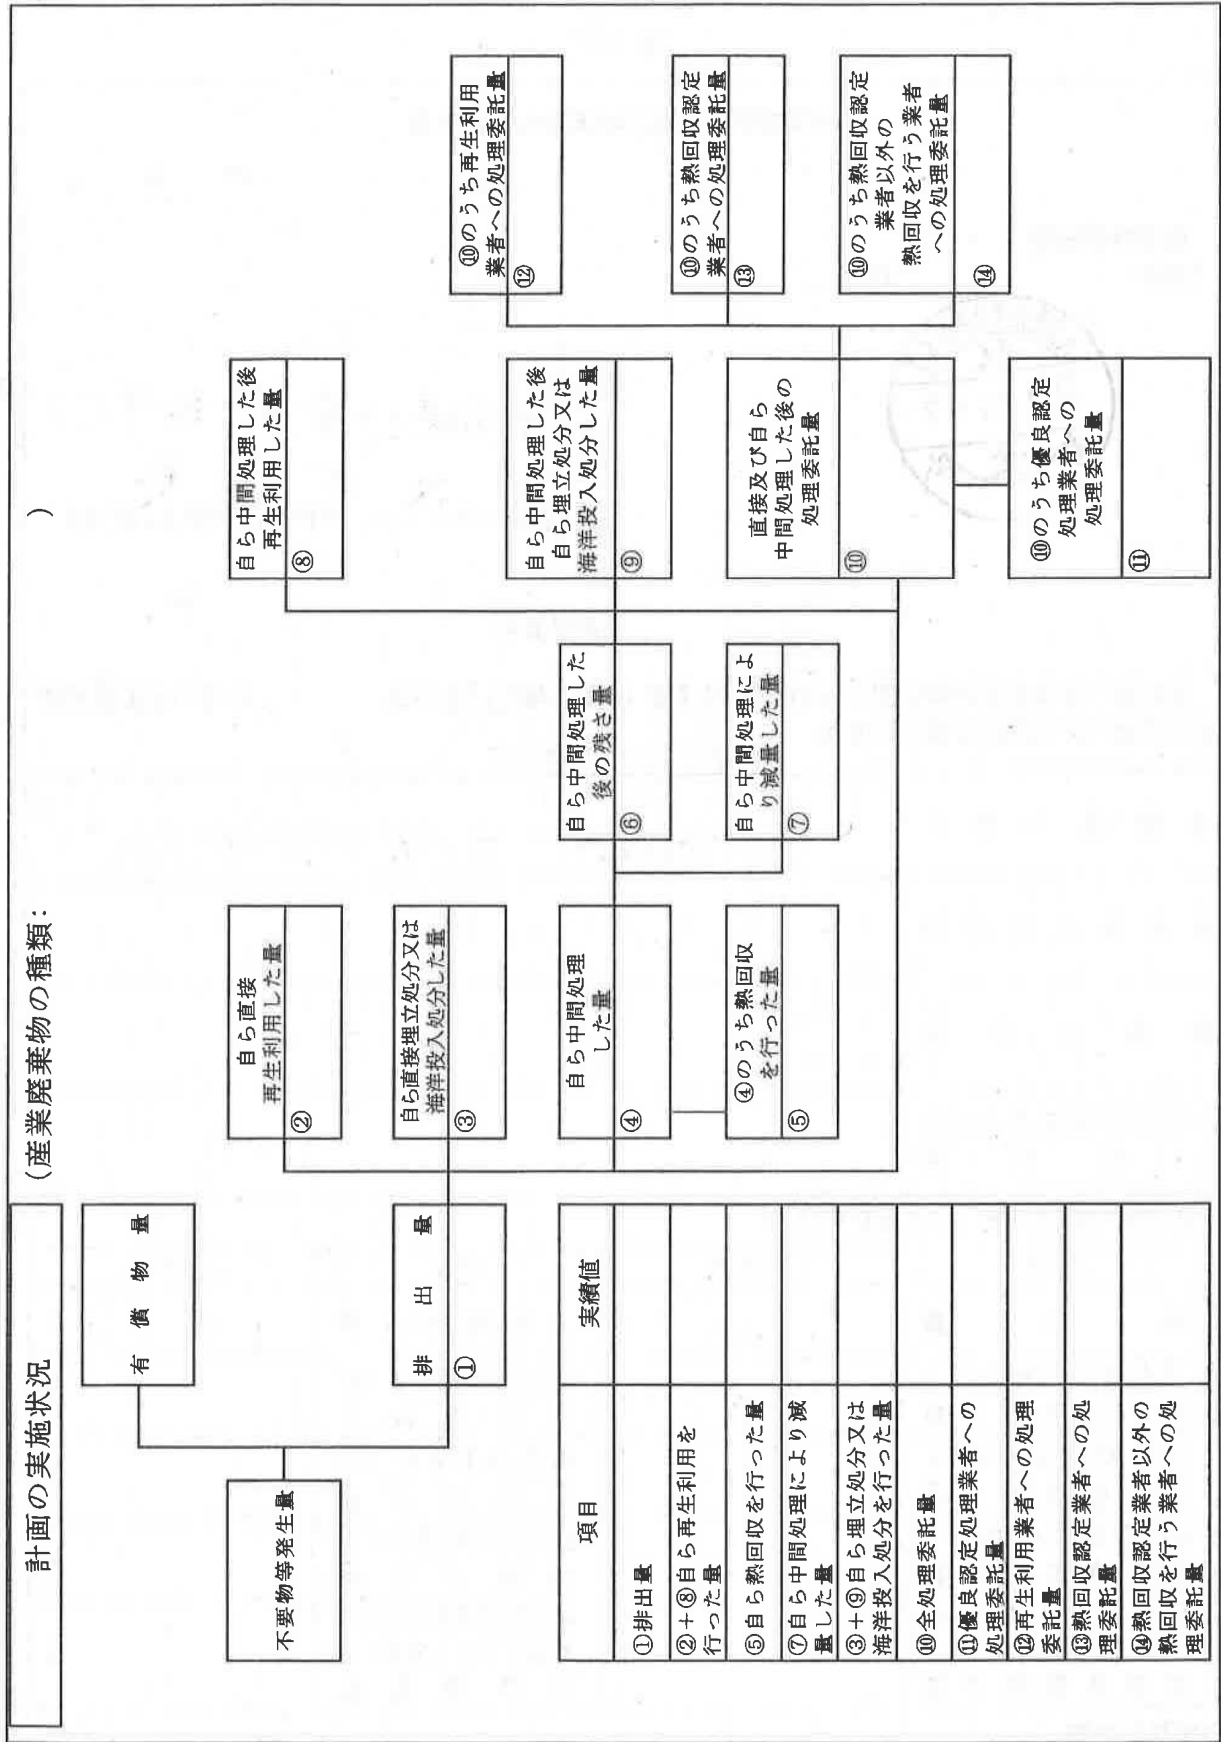 計画の実施状況
(産業廃棄物の種類:　　　　　　　　　　)
不要物等発生量
有償物量
排出量
①
自ら直接
再生利用した量
②
自ら直接埋立処分又は
海洋投入処分した量
③
自ら中間処理
した量
④
④のうち熱回収
を行った量
⑤
自ら中間処理した
後の残さ量
⑥
自ら中間処理によ
り減量した量
⑦
自ら中間処理した後
再生利用した量
⑧
自ら中間処理した後
自ら埋立処分又は
海洋投入処分した量
⑨
直接及び自ら
中間処理した後の
処理委託量
⑩
⑩のうち優良認定
処理業者への
処理委託量
⑪
⑩のうち再生利用
業者への処理委託量
⑫
⑩のうち熱回収認定
業者への処理委託量
⑬
⑩のうち熱回収認定
業者以外の
熱回収を行う業者
への処理委託量
⑭
項目
実績値
①排出量
②+⑧自ら再生利用を
行った量
⑤自ら熱回収を行った量
⑦自ら中間処理により減
量した量
③+⑨自ら埋立処分又は
海洋投入処分を行った量
⑩全処理委託量
⑪優良認定処理業者への
処理委託量
⑫再生利用業者への処理
委託量
⑬熱回収認定業者への処
理委託量
⑭熱回収認定業者以外の
熱回収を行う業者への処
理委託量